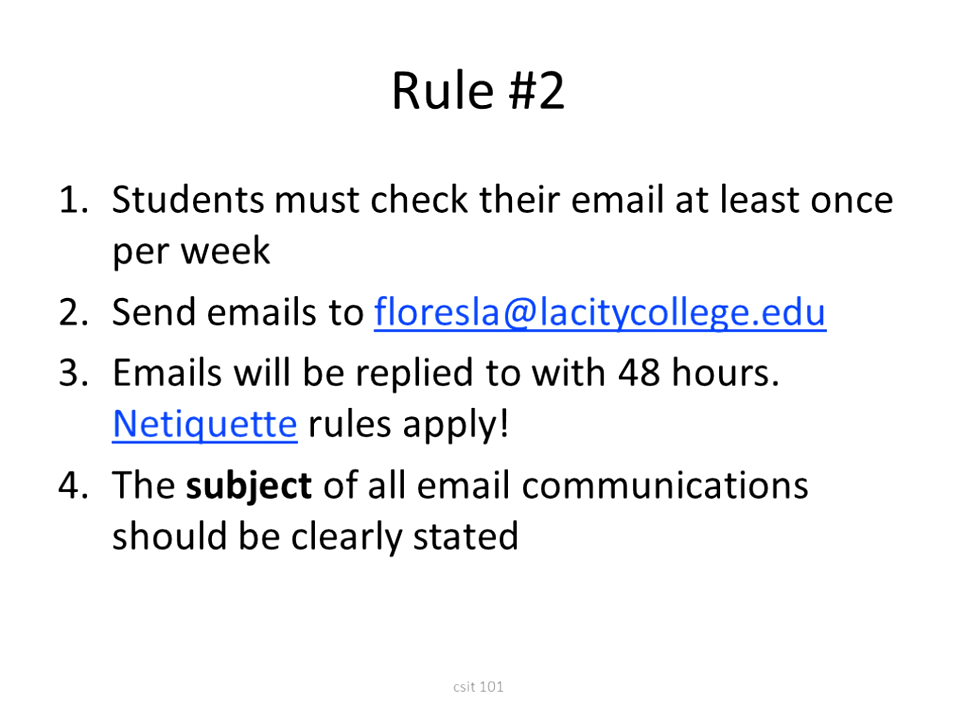 Rule #2
1. Students must check their email at least once
per week
2. Send emails to floresla@lacitycollege.edu
3. Emails will be replied to with 48 hours.
Netiquette rules apply!
4. The subject of all email communications
should be clearly stated
csit 101